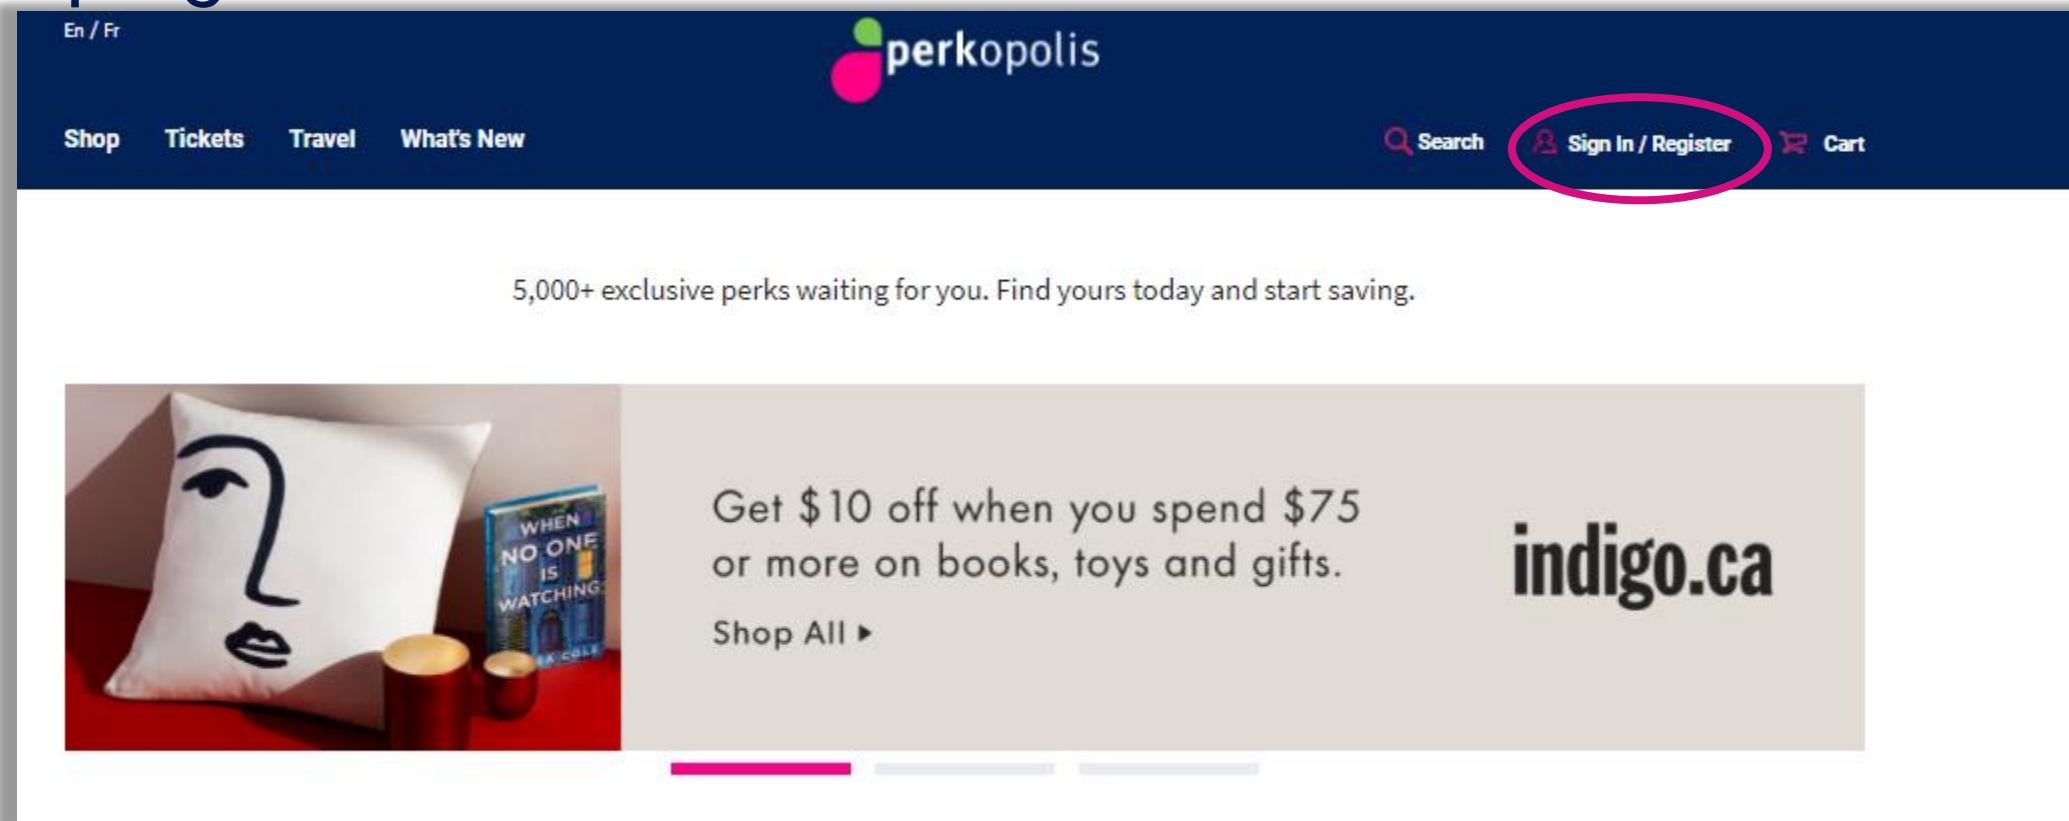 En / Fr
perkopolis
Shop Tickets Travel What's New
Search Sign In / Register Cart
5,000+ exclusive perks waiting for you. Find yours today and start saving.
WHEN
NO ONE
IS
WATCHING
COLE
Get $10 off when you spend $75
or more on books, toys and gifts.
Shop All
indigo.ca